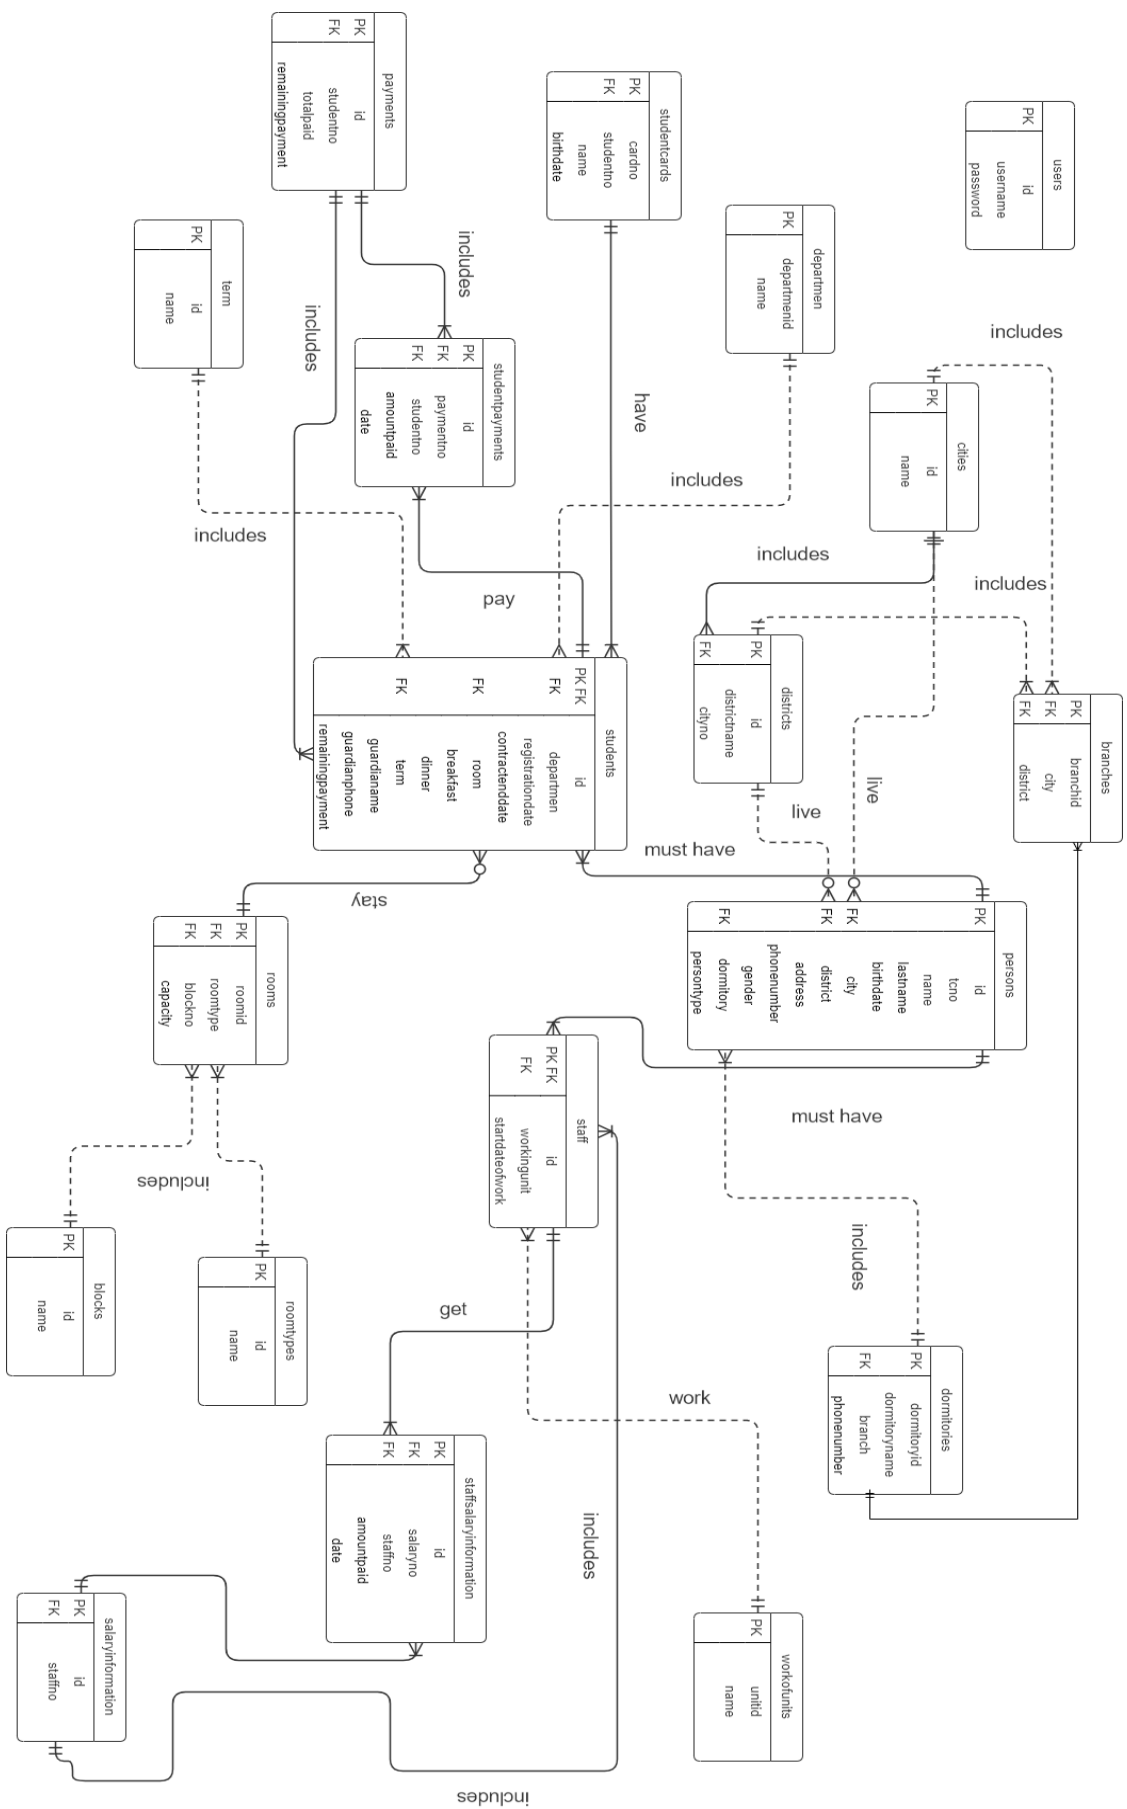 users
PK
id
username
password
departmen
PK
departmenid
name
studentcards
PK cardno
FK studentno
name
birthdate
payments
PK id
FK studentno
totalpaid
remainingpayment
term
PK id
name
includes
includes
have
includes
includes
cities
PK id
name
studentpayments
PK id
FK paymentno
FK studentno
amountpaid
date
includes
includes
includes
pay
branches
PK branchid
FK city
FK district
districts
PK id
districtname
FK cityno
students
PK FK id
FK departmen
registrationdate
contractenddate
FK room
breakfast
dinner
FK term
guardianame
guardianphone
remainingpayment
live
live
must have
stay
persons
PK id
tcno
name
lastname
birthdate
FK city
FK district
address
phonenumber
gender
FK dormitory
persontype
rooms
PK roomid
FK roomtype
FK blockno
capacity
staff
PK FK id
FK workingunit
startdateofwork
must have
includes
includes
blocks
PK id
name
roomtypes
PK id
name
get
work
dormitories
PK dormitoryid
dormitoryname
FK branch
phonenumber
staffsalaryinformation
PK id
FK salaryno
FK staffno
amountpaid
date
includes
salaryinformation
PK id
FK staffno
workofunits
PK unitid
name
includes